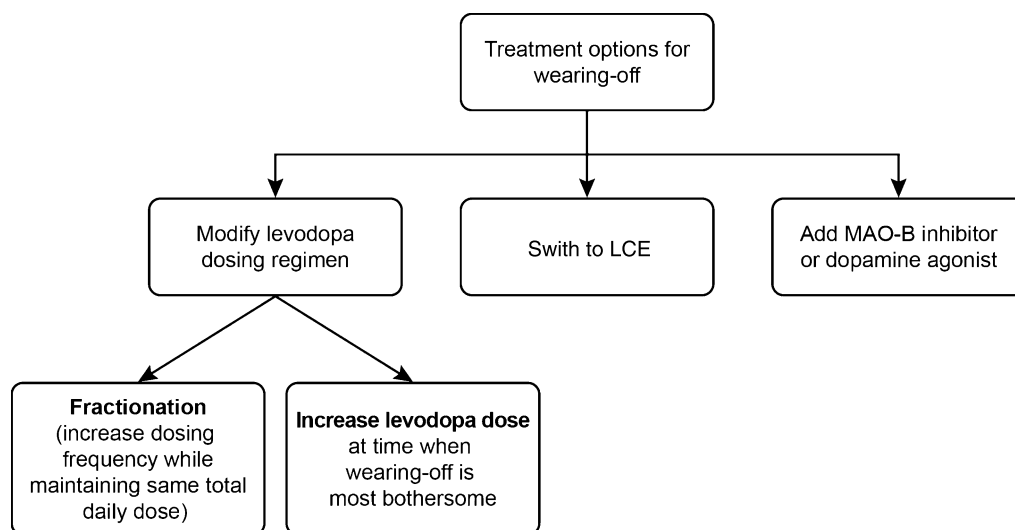 Treatment options for
wearing-off
Modify levodopa
dosing regimen
Swith to LCE
Add MAO-B inhibitor
or dopamine agonist
Fractionation
(increase dosing
frequency while
maintaining same total
daily dose)
Increase levodopa dose
at time when
wearing-off is
most bothersome